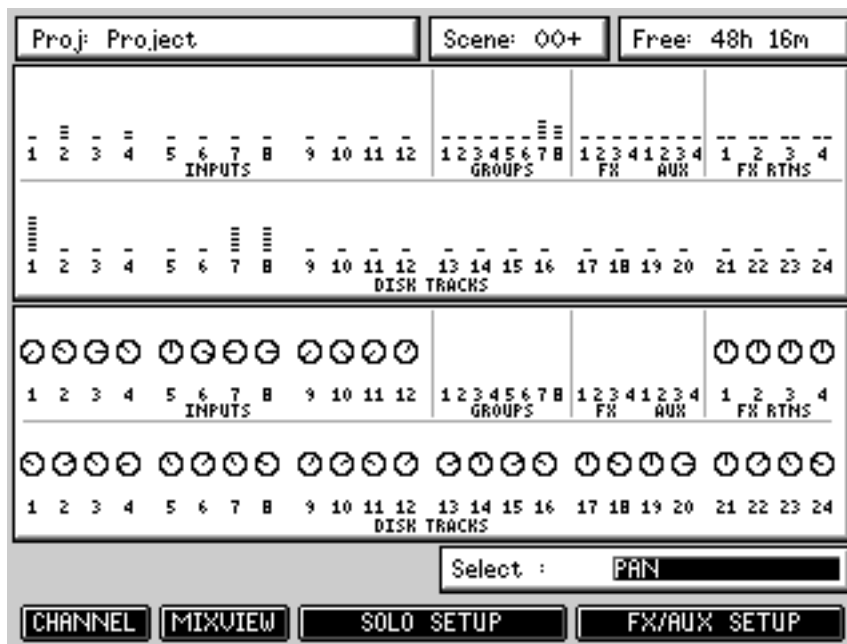 Proj: Project Scene: 00+ Free: 48h 16m
1 2 3 4 5 6 7 8 9 10 11 12 1 2 3 4 5 6 7 8 1 2 3 4 1 2 3 4 1 2 3 4
INPUTS GROUPS FX AUX FX RTNS
1 2 3 4 5 6 7 8 9 10 11 12 13 14 15 16 17 18 19 20 21 22 23 24
DISK TRACKS
1 2 3 4 5 6 7 8 9 10 11 12 1 2 3 4 5 6 7 8 1 2 3 4 1 2 3 4 1 2 3 4
INPUTS GROUPS FX AUX FX RTNS
1 2 3 4 5 6 7 8 9 10 11 12 13 14 15 16 17 18 19 20 21 22 23 24
DISK TRACKS
Select : PAN
CHANNEL MIXVIEW SOLO SETUP FX/AUX SETUP